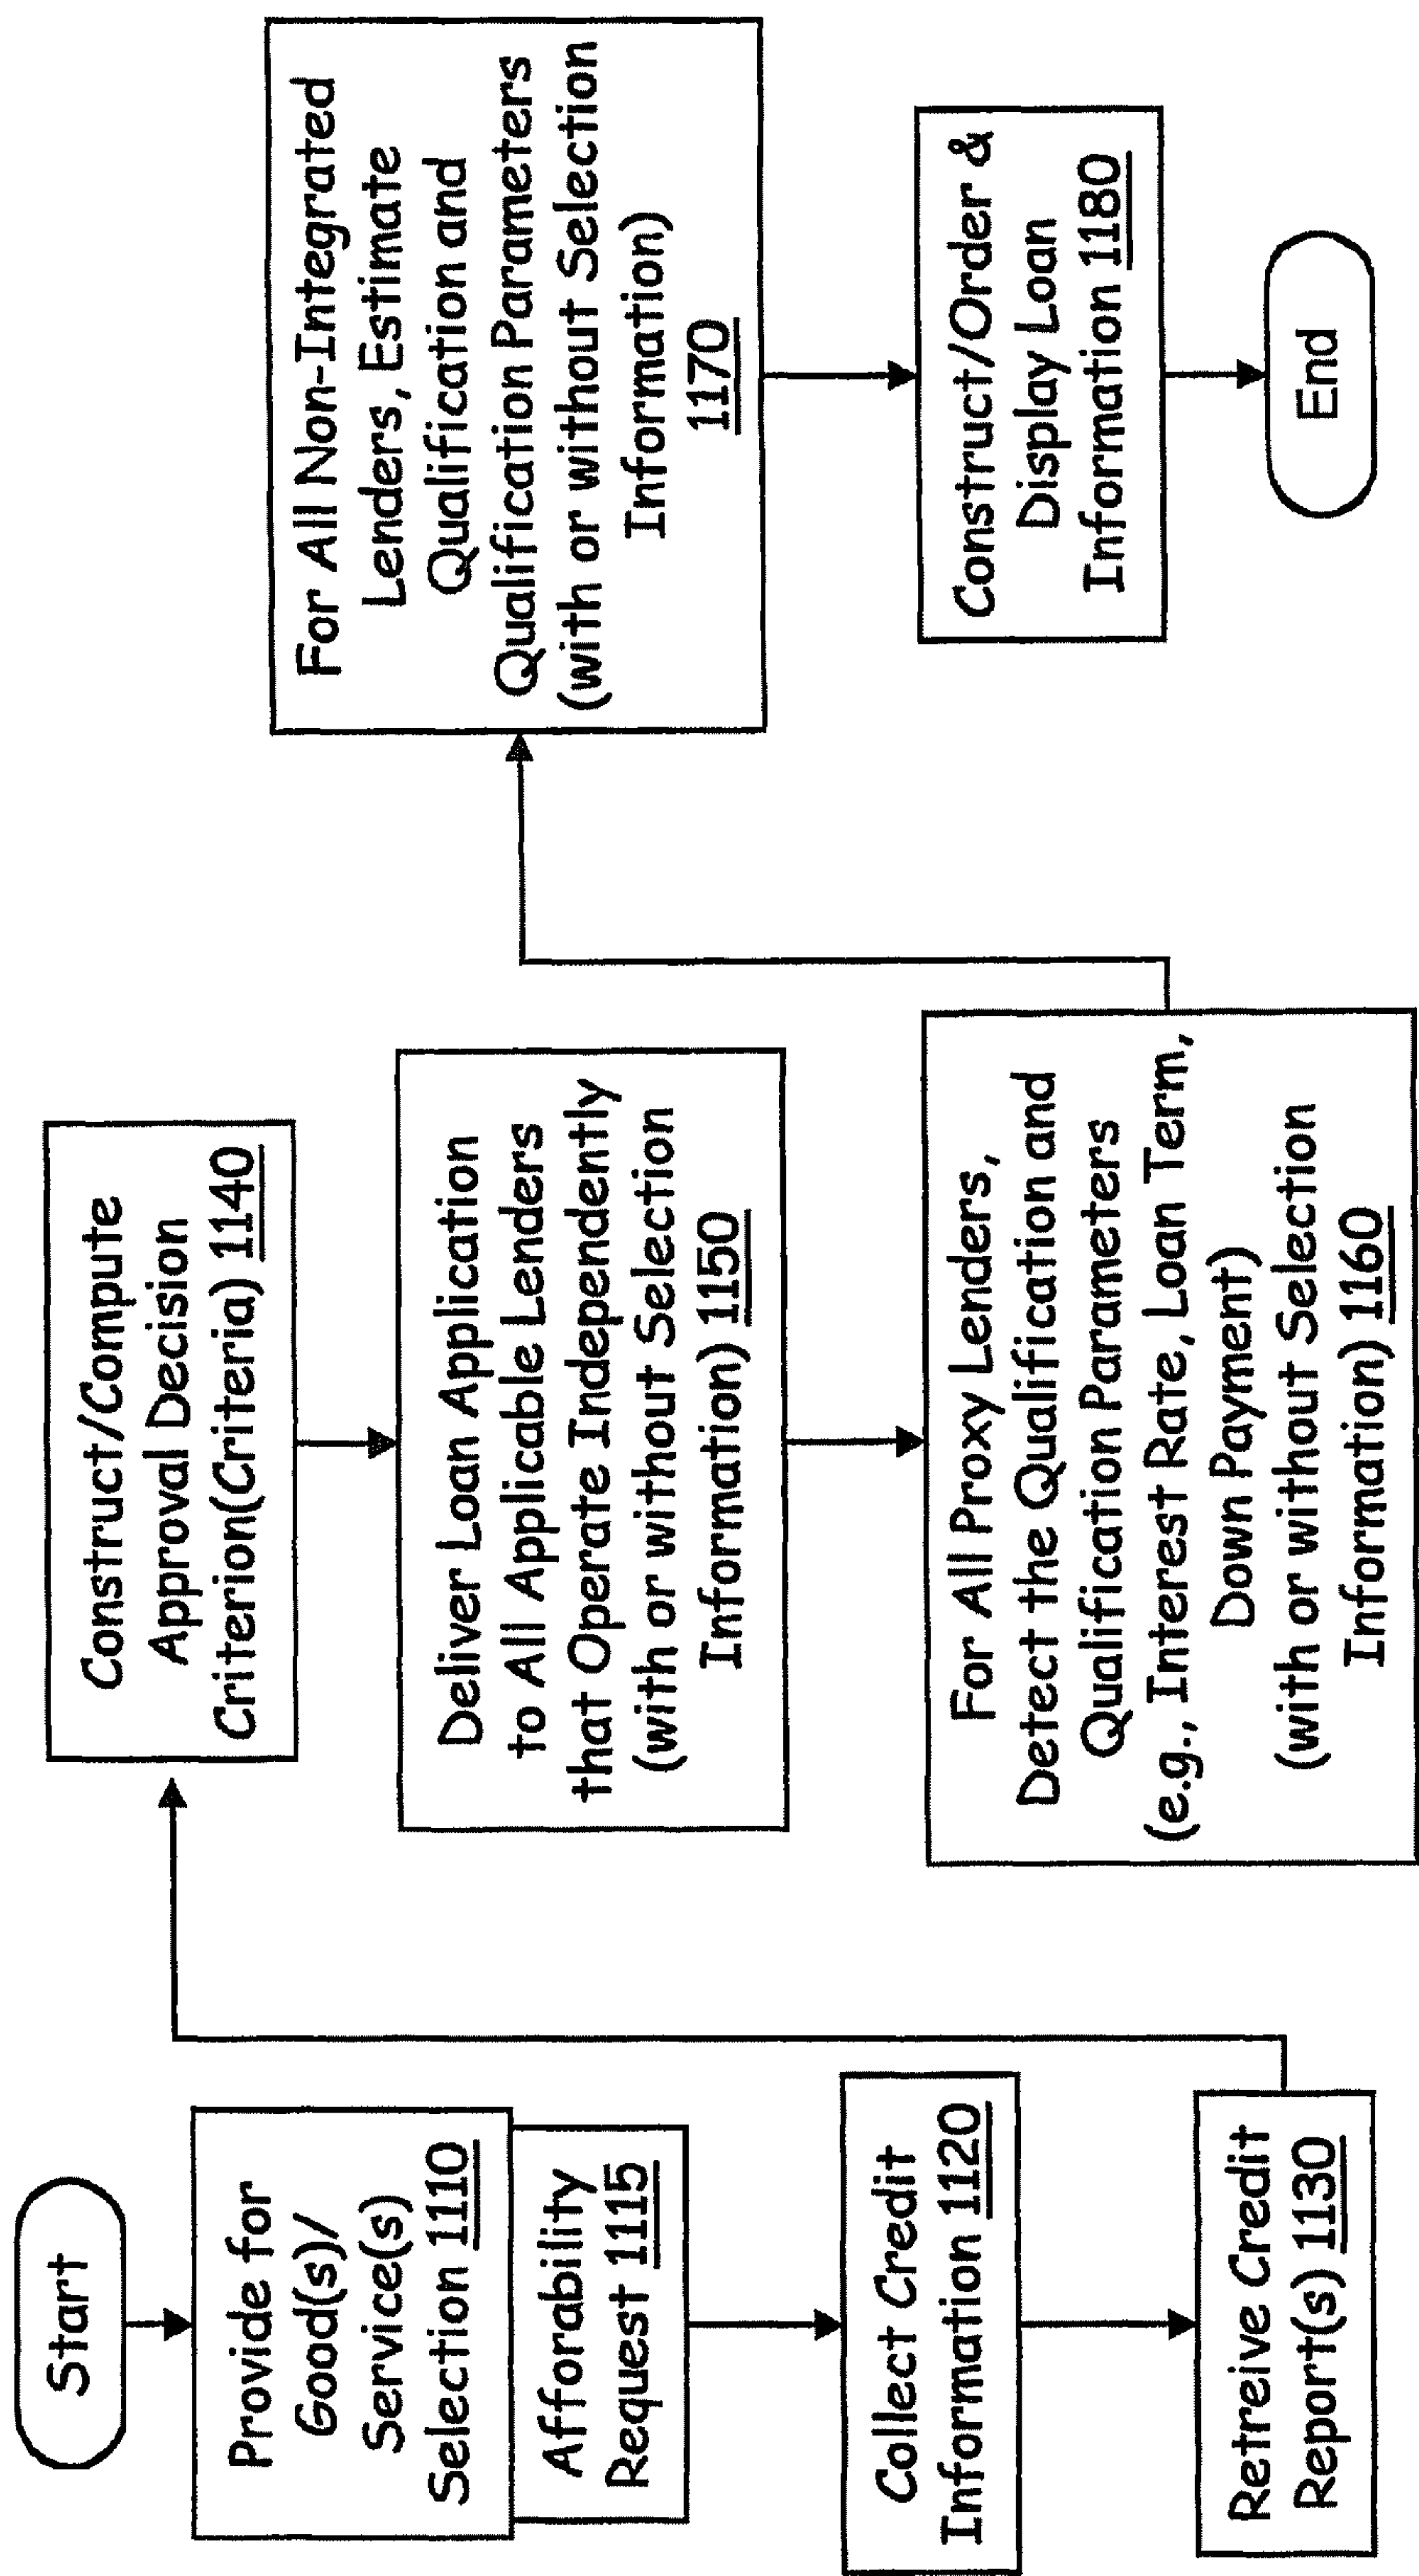 Start
Provide for
Good(s)/
Service(s)
Selection 1110
Afforability
Request 1115
Collect Credit
Information 1120
Retreive Credit
Report(s) 1130
Construct/Compute
Approval Decision
Criterion(Criteria) 1140
Deliver Loan Application
to All Applicable Lenders
that Operate Independently
(with or without Selection
Information) 1150
For All Proxy Lenders,
Detect the Qualification and
Qualification Parameters
(e.g., Interest Rate, Loan Term,
Down Payment)
(with or without Selection
Information) 1160
For All Non-Integrated
Lenders, Estimate
Qualification and
Qualification Parameters
(with or without Selection
Information)
1170
Construct/Order &
Display Loan
Information 1180
End